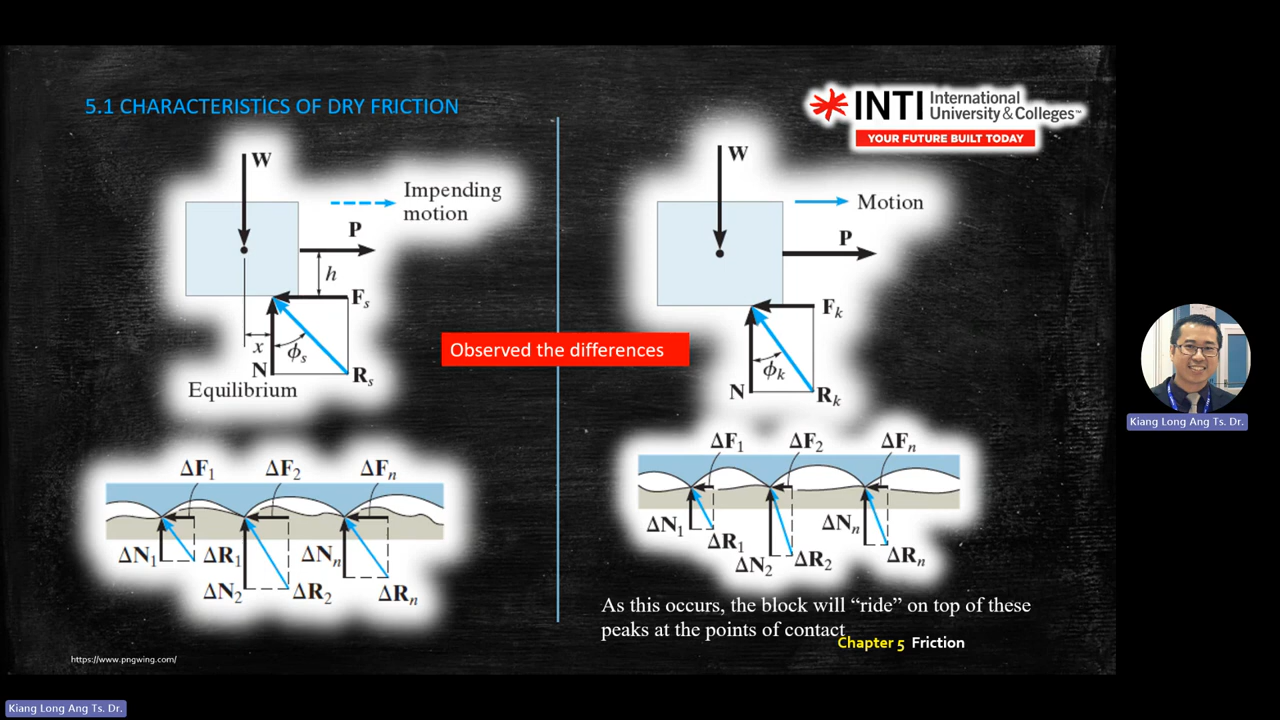 5.1 CHARACTERISTICS OF DRY FRICTION
INTI International
University & Colleges™
YOUR FUTURE BUILT TODAY
W
Impending
motion
P
h
Fs
x
ϕs
N
Rs
Equilibrium
ΔF1
ΔF2
ΔFn
ΔN1
ΔR1
ΔNn
ΔN2
ΔR2
ΔRn
Observed the differences
W
Motion
P
Fk
ϕk
N
Rk
ΔF1
ΔF2
ΔFn
ΔN1
ΔR1
ΔNn
ΔN2
ΔR2
ΔRn
As this occurs, the block will “ride” on top of these
peaks at the points of contact
Chapter 5 Friction
https://www.pngwing.com/
Kiang Long Ang Ts. Dr.
Kiang Long Ang Ts. Dr.